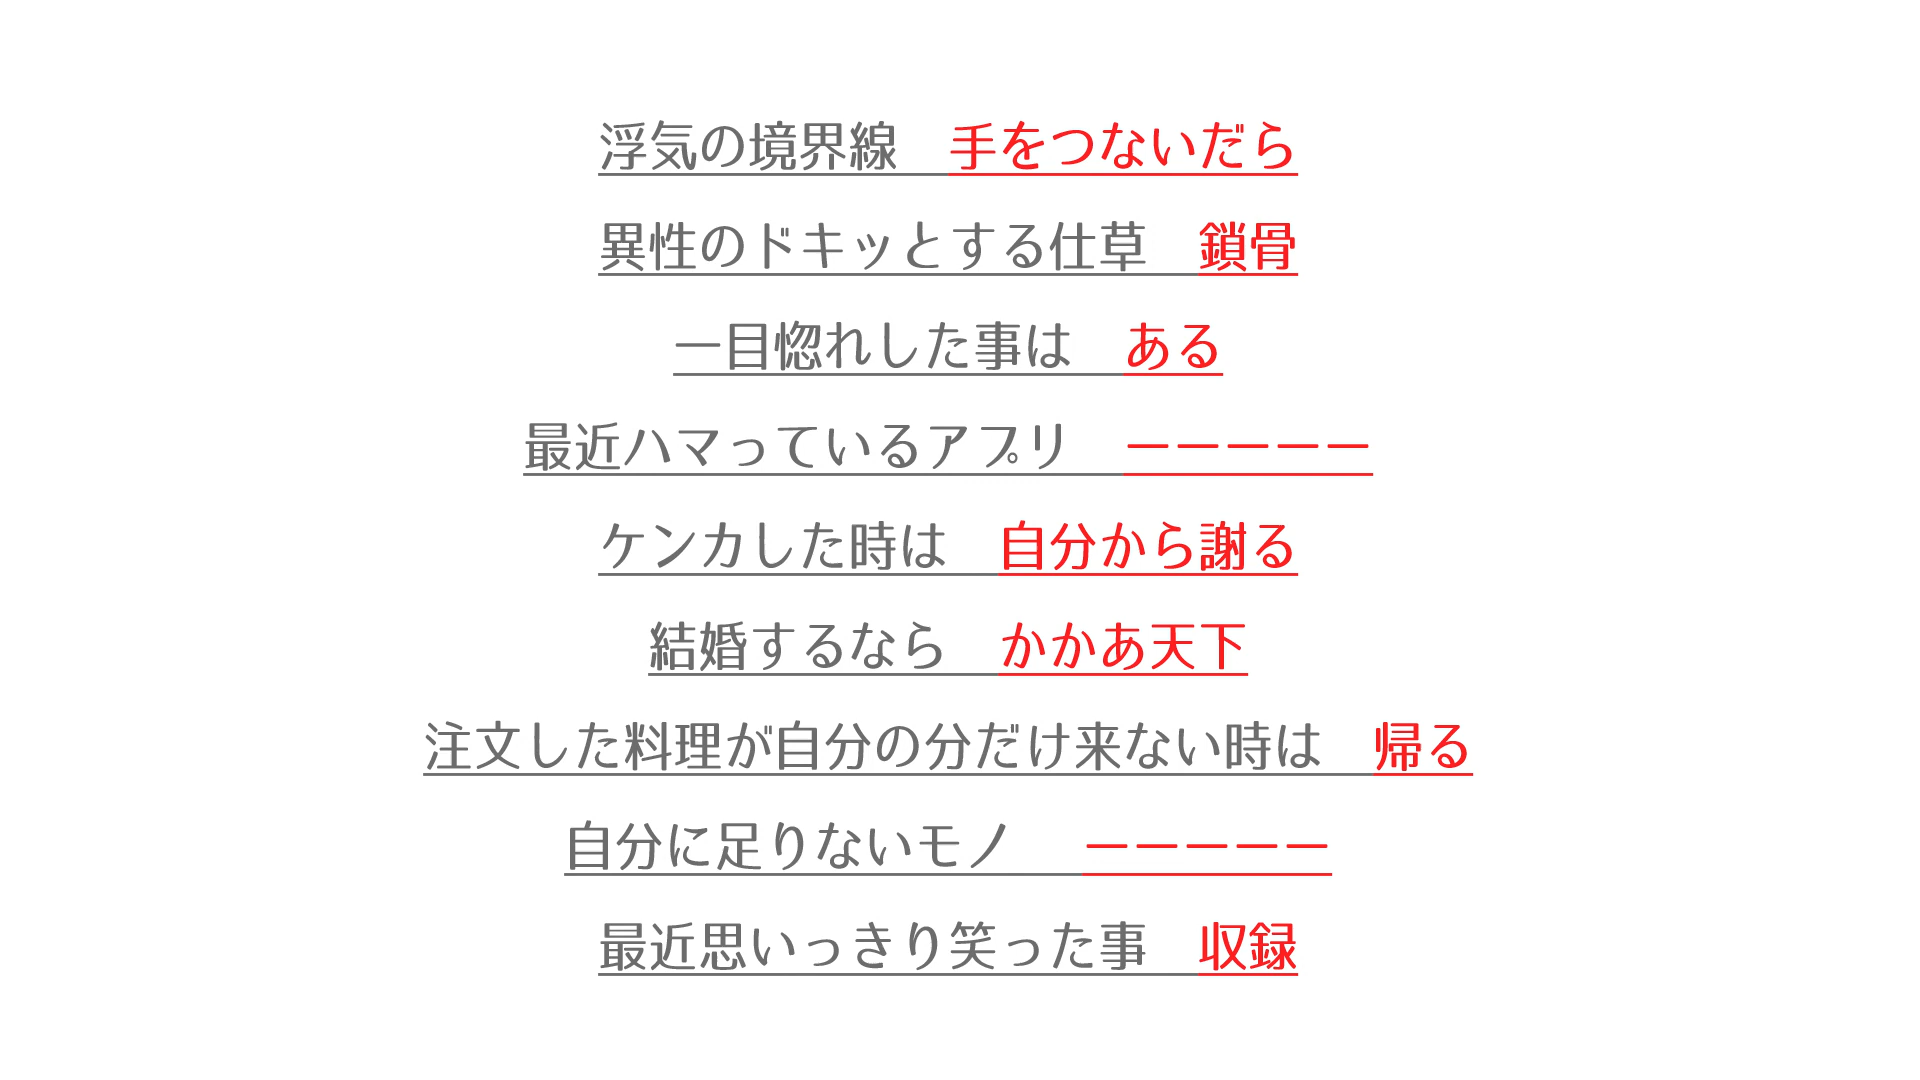 浮気の境界線　手をつないだら
異性のドキッとする仕草　鎖骨
一目惚れした事は　ある
最近ハマっているアプリ　ーーーーー
ケンカした時は　自分から謝る
結婚するなら　かかあ天下
注文した料理が自分の分だけ来ない時は　帰る
自分に足りないモノ　ーーーーー
最近思いっきり笑った事　収録